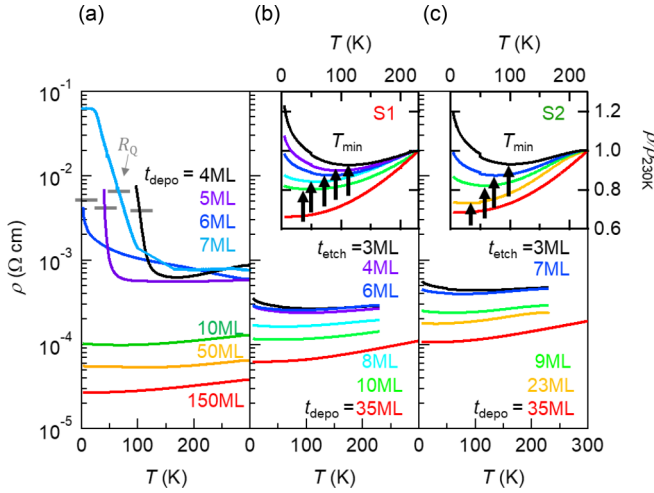 (a)
(b)
(c)
T (K)
T (K)
0
100
200
0
100
200
10⁻¹
10⁻²
10⁻³
10⁻⁴
10⁻⁵
ρ (Ω cm)
R_Q
t_depo = 4ML
5ML
6ML
7ML
10ML
50ML
150ML
S1
T_min
t_etch = 3ML
4ML
6ML
8ML
10ML
t_depo = 35ML
S2
T_min
t_etch = 3ML
7ML
9ML
23ML
t_depo = 35ML
1.2
1.0
0.8
0.6
ρ/ρ_230K
0
100
200
0
100
200
0
100
200
300
T (K)
T (K)
T (K)